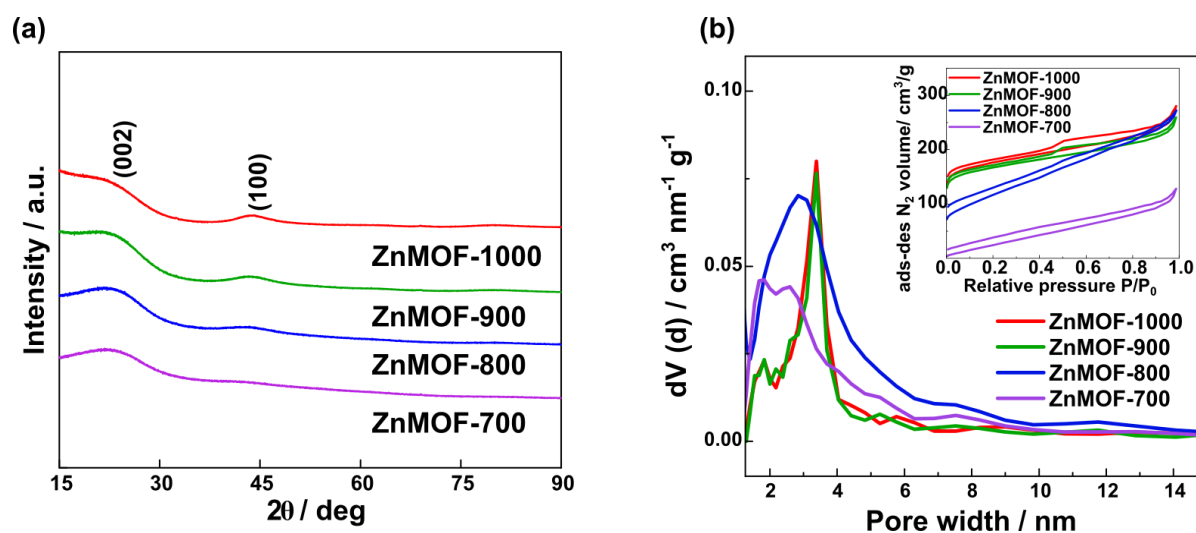 (a)
Intensity / a.u.
(002)
(100)
ZnMOF-1000
ZnMOF-900
ZnMOF-800
ZnMOF-700
15 30 45 60 75 90
2θ / deg
(b)
dV (d) / cm³ nm⁻¹ g⁻¹
0.10
0.05
0.00
2 4 6 8 10 12 14
Pore width / nm
ads-des N₂ volume/ cm³/g
300
200
100
ZnMOF-1000
ZnMOF-900
ZnMOF-800
ZnMOF-700
0.0 0.2 0.4 0.6 0.8 1.0
Relative pressure P/P₀
ZnMOF-1000
ZnMOF-900
ZnMOF-800
ZnMOF-700